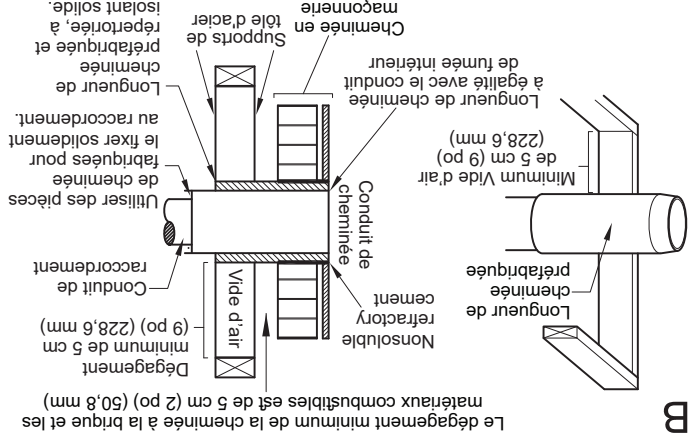 B
Le dégagement minimum de la cheminée à la brique et les
matériaux combustibles est de 5 cm (2 po) (50,8 mm)
Dégagement
minimum de 5 cm
(9 po) (228,6 mm)
Vide d'air
Nonsoluble
refractory
cement
Longueur de
cheminée
préfabriquée
Conduit de
raccordement
Conduit de
cheminée
Minimum Vide d'air
de 5 cm (9 po)
(228,6 mm)
Utiliser des pièces
de cheminée
fabriquées pour
le fixer solidement
au raccordement.
Longueur de cheminée
à égalité avec le conduit
de fumée intérieur
Longueur de
cheminée
préfabriquée et
répertoriée, à
isolant solide.
Supports de
tôle d'acier
Cheminée en
maçonnerie